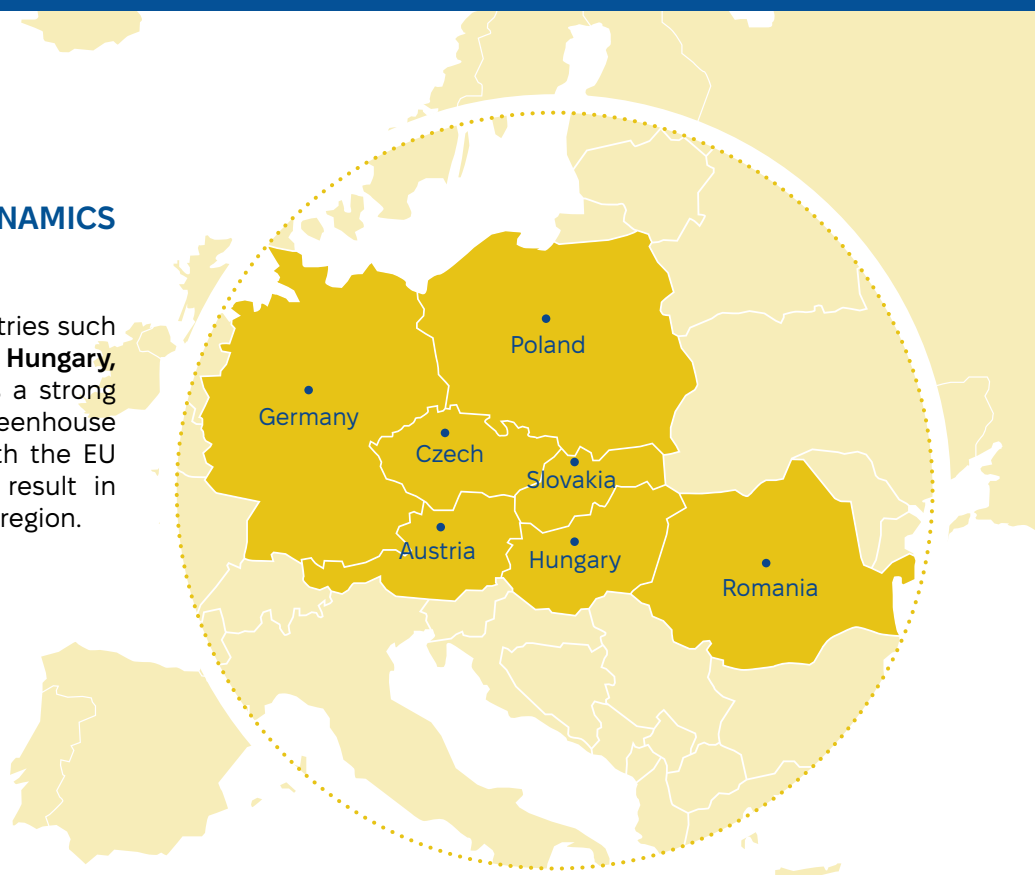 NAMICS
tries such
Hungary,
a strong
eenhouse
th the EU
result in
region.
Poland
Germany
Czech
Slovakia
Austria
Hungary
Romania